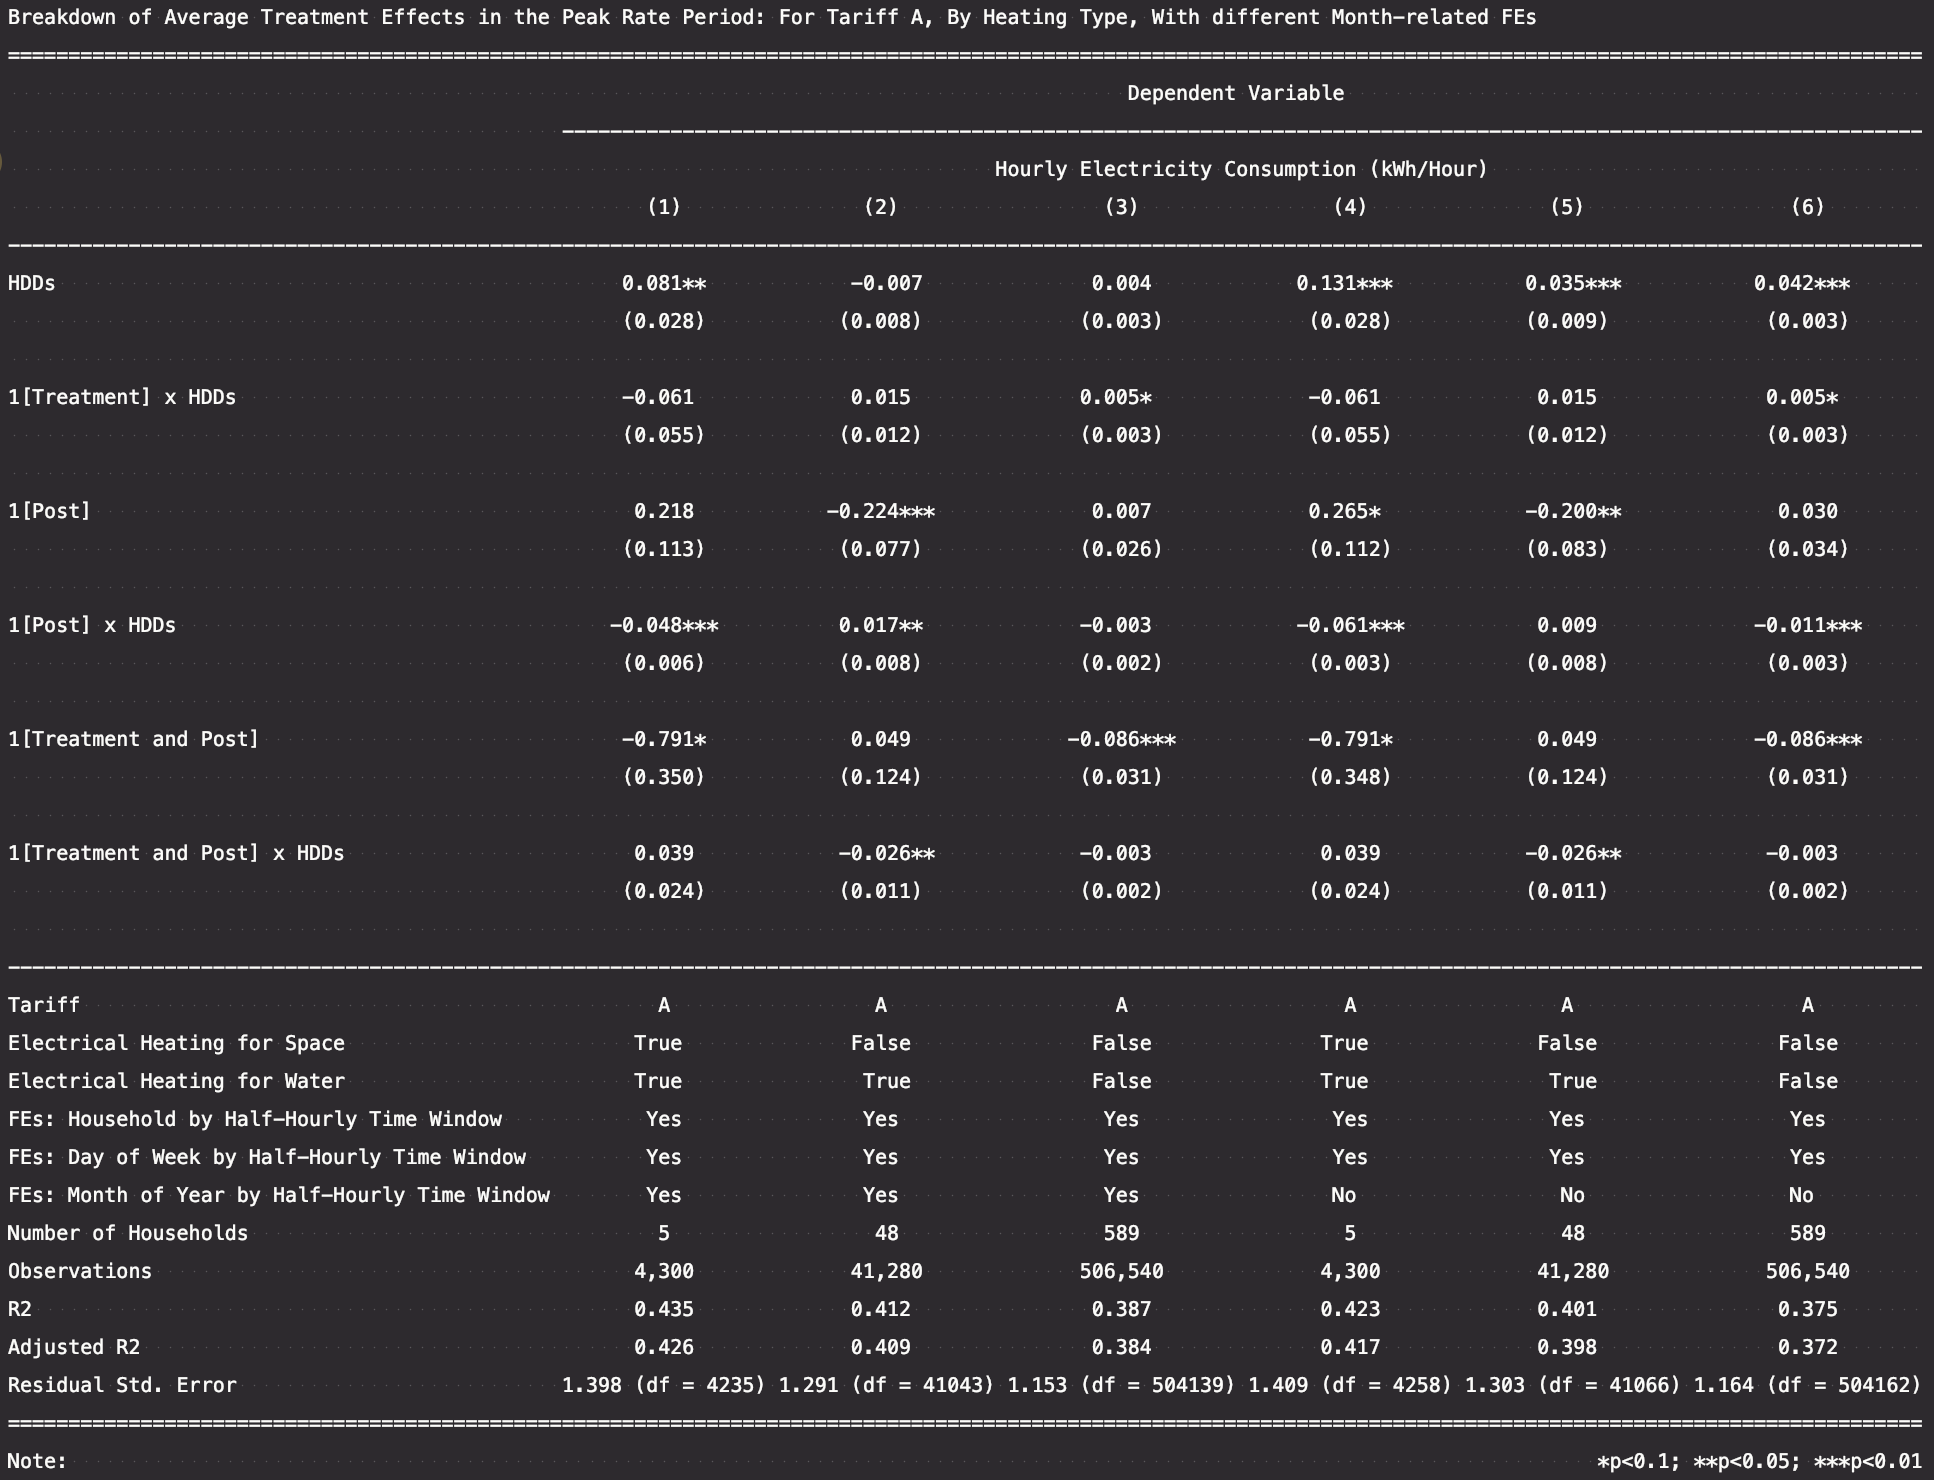 Breakdown of Average Treatment Effects in the Peak Rate Period: For Tariff A, By Heating Type, With different Month-related FEs
Dependent Variable
Hourly Electricity Consumption (kWh/Hour)
(1) (2) (3) (4) (5) (6)
HDDs 0.081** -0.007 0.004 0.131*** 0.035*** 0.042***
(0.028) (0.008) (0.003) (0.028) (0.009) (0.003)
1[Treatment] x HDDs -0.061 0.015 0.005* -0.061 0.015 0.005*
(0.055) (0.012) (0.003) (0.055) (0.012) (0.003)
1[Post] 0.218 -0.224*** 0.007 0.265* -0.200** 0.030
(0.113) (0.077) (0.026) (0.112) (0.083) (0.034)
1[Post] x HDDs -0.048*** 0.017** -0.003 -0.061*** 0.009 -0.011***
(0.006) (0.008) (0.002) (0.003) (0.008) (0.003)
1[Treatment and Post] -0.791* 0.049 -0.086*** -0.791* 0.049 -0.086***
(0.350) (0.124) (0.031) (0.348) (0.124) (0.031)
1[Treatment and Post] x HDDs 0.039 -0.026** -0.003 0.039 -0.026** -0.003
(0.024) (0.011) (0.002) (0.024) (0.011) (0.002)
Tariff A A A A A A
Electrical Heating for Space True False False True False False
Electrical Heating for Water True True False True True False
FEs: Household by Half-Hourly Time Window Yes Yes Yes Yes Yes Yes
FEs: Day of Week by Half-Hourly Time Window Yes Yes Yes Yes Yes Yes
FEs: Month of Year by Half-Hourly Time Window Yes Yes Yes No No No
Number of Households 5 48 589 5 48 589
Observations 4,300 41,280 506,540 4,300 41,280 506,540
R2 0.435 0.412 0.387 0.423 0.401 0.375
Adjusted R2 0.426 0.409 0.384 0.417 0.398 0.372
Residual Std. Error 1.398 (df = 4235) 1.291 (df = 41043) 1.153 (df = 504139) 1.409 (df = 4258) 1.303 (df = 41066) 1.164 (df = 504162)
Note: *p<0.1; **p<0.05; ***p<0.01